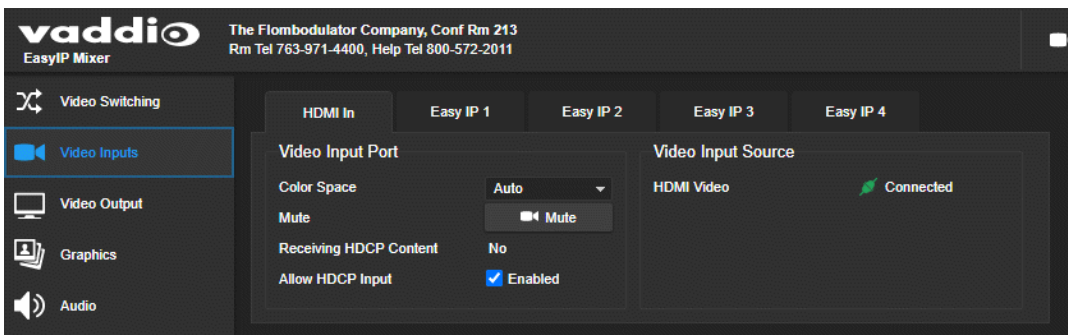 vaddio
EasyIP Mixer
The Flombodulator Company, Conf Rm 213
Rm Tel 763-971-4400, Help Tel 800-572-2011
Video Switching
Video Inputs
Video Output
Graphics
Audio
HDMI In Easy IP 1 Easy IP 2 Easy IP 3 Easy IP 4
Video Input Port
Color Space Auto
Mute Mute
Receiving HDCP Content No
Allow HDCP Input Enabled
Video Input Source
HDMI Video Connected